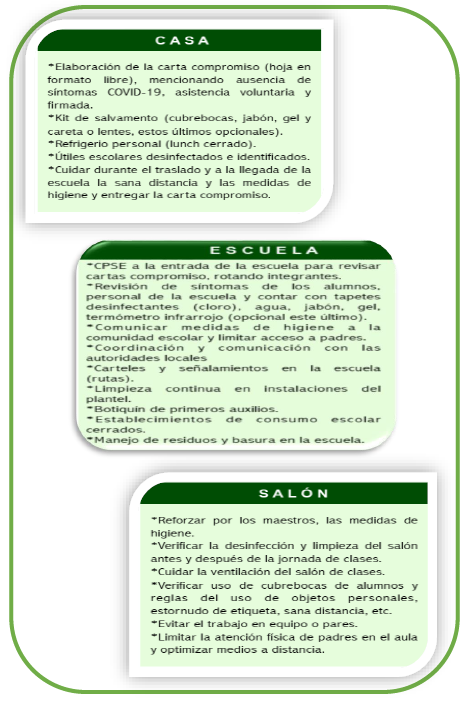 CASA
*Elaboración de la carta compromiso (hoja en
formato libre), mencionando ausencia de
síntomas COVID-19, asistencia voluntaria y
firmada.
*Kit de salvamento (cubrebocas, jabón, gel y
careta o lentes, estos últimos opcionales).
*Refrigerio personal (lunch cerrado).
*Útiles escolares desinfectados e identificados.
*Cuidar durante el traslado y a la llegada de la
escuela la sana distancia y las medidas de
higiene y entregar la carta compromiso.
ESCUELA
*CPSE a la entrada de la escuela para revisar
cartas compromiso, rotando integrantes.
*Revisión de síntomas de los alumnos,
personal de la escuela y contar con tapetes
desinfectantes (cloro), agua, jabón, gel,
termómetro infrarrojo (opcional este último).
*Comunicar medidas de higiene a la
comunidad escolar y limitar acceso a padres.
*Coordinación y comunicación con las
autoridades locales
*Carteles y señalamientos en la escuela
(rutas).
*Limpieza continua en instalaciones del
plantel.
*Botiquín de primeros auxilios.
*Establecimientos de consumo escolar
cerrados.
*Manejo de residuos y basura en la escuela.
SALÓN
*Reforzar por los maestros, las medidas de
higiene.
*Verificar la desinfección y limpieza del salón
antes y después de la jornada de clases.
*Cuidar la ventilación del salón de clases.
*Verificar uso de cubrebocas de alumnos y
reglas del uso de objetos personales,
estornudo de etiqueta, sana distancia, etc.
*Evitar el trabajo en equipo o pares.
*Limitar la atención física de padres en el aula
y optimizar medios a distancia.